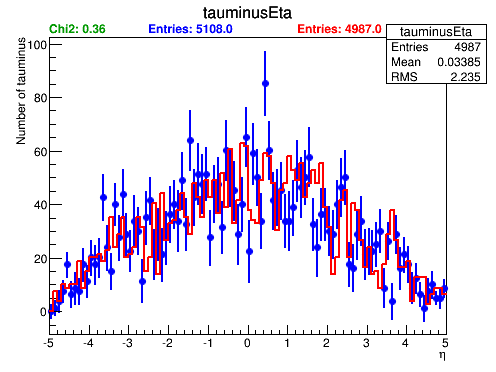 tauminusEta
Chi2: 0.36 Entries: 5108.0 Entries: 4987.0
tauminusEta
Entries 4987
Mean 0.03385
RMS 2.235
Number of tauminus
100
80
60
40
20
0
-5 -4 -3 -2 -1 0 1 2 3 4 5
η